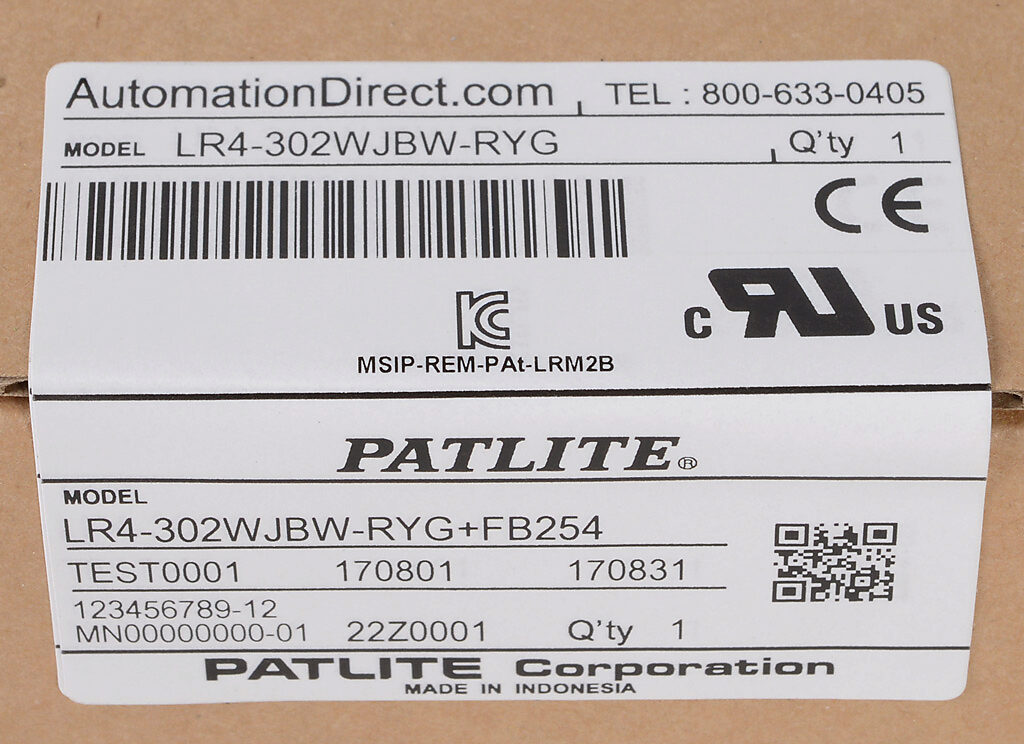 AutomationDirect.com TEL : 800-633-0405
MODEL LR4-302WJBW-RYG Q'ty 1
CE
C RU US
KC
MSIP-REM-PAt-LRM2B
PATLITE®
MODEL
LR4-302WJBW-RYG+FB254
TEST0001 170801 170831
123456789-12
MN00000000-01 22Z0001 Q'ty 1
PATLITE Corporation
MADE IN INDONESIA